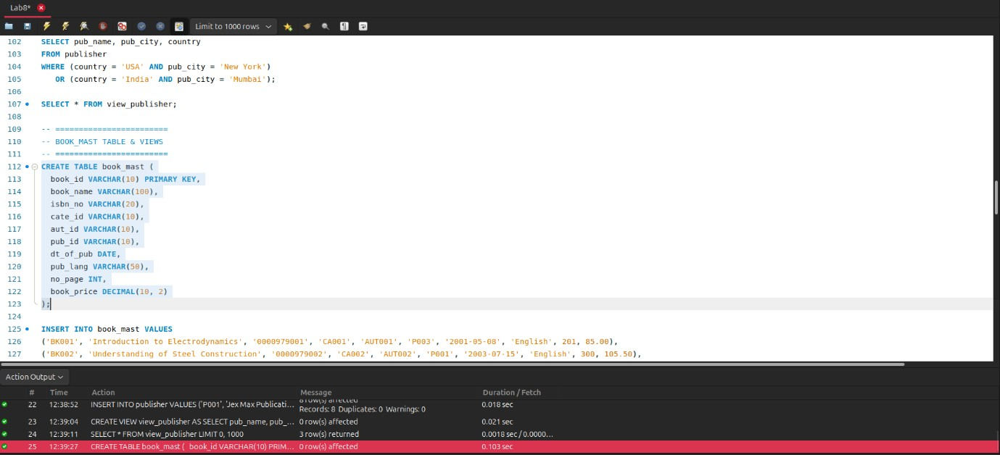 Lab8*
Limit to 1000 rows
102 SELECT pub_name, pub_city, country
103 FROM publisher
104 WHERE (country = 'USA' AND pub_city = 'New York')
105 OR (country = 'India' AND pub_city = 'Mumbai');
106
107 SELECT * FROM view_publisher;
108
109 -- ========================
110 -- BOOK_MAST TABLE & VIEWS
111 -- ========================
112 CREATE TABLE book_mast (
113 book_id VARCHAR(10) PRIMARY KEY,
114 book_name VARCHAR(100),
115 isbn_no VARCHAR(20),
116 cate_id VARCHAR(10),
117 aut_id VARCHAR(10),
118 pub_id VARCHAR(10),
119 dt_of_pub DATE,
120 pub_lang VARCHAR(50),
121 no_page INT,
122 book_price DECIMAL(10, 2)
123 );
124
125 INSERT INTO book_mast VALUES
126 ('BK001', 'Introduction to Electrodynamics', '0000979001', 'CA001', 'AUT001', 'P003', '2001-05-08', 'English', 201, 85.00),
127 ('BK002', 'Understanding of Steel Construction', '0000979002', 'CA002', 'AUT002', 'P001', '2003-07-15', 'English', 300, 105.50),
Action Output
# Time Action Message Duration / Fetch
22 12:38:52 INSERT INTO publisher VALUES ('P001', 'Jex Max Publicati... 8 row(s) affected
Records: 8 Duplicates: 0 Warnings: 0 0.018 sec
23 12:39:04 CREATE VIEW view_publisher AS SELECT pub_name, pub_... 0 row(s) affected 0.021 sec
24 12:39:11 SELECT * FROM view_publisher LIMIT 0, 1000 3 row(s) returned 0.0018 sec / 0.0000...
25 12:39:27 CREATE TABLE book_mast ( book_id VARCHAR(10) PRIM... 0 row(s) affected 0.103 sec